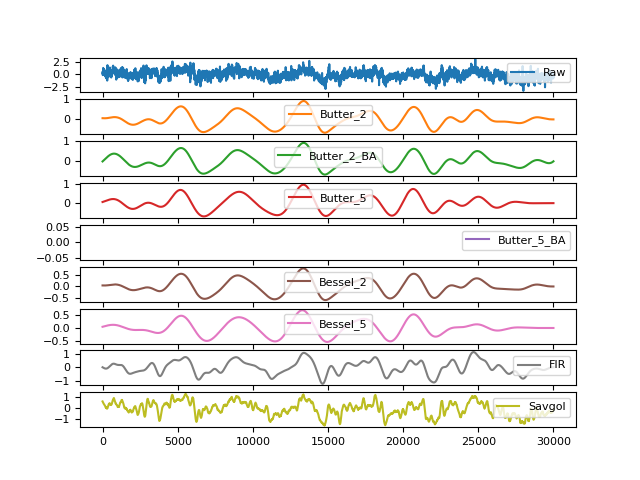 2.5
0.0
−2.5
Raw
1
0
Butter_2
1
0
Butter_2_BA
1
0
Butter_5
0.05
0.00
−0.05
Butter_5_BA
0.5
0.0
−0.5
Bessel_2
0.5
0.0
−0.5
Bessel_5
1
0
−1
FIR
1
0
−1
Savgol
0 5000 10000 15000 20000 25000 30000